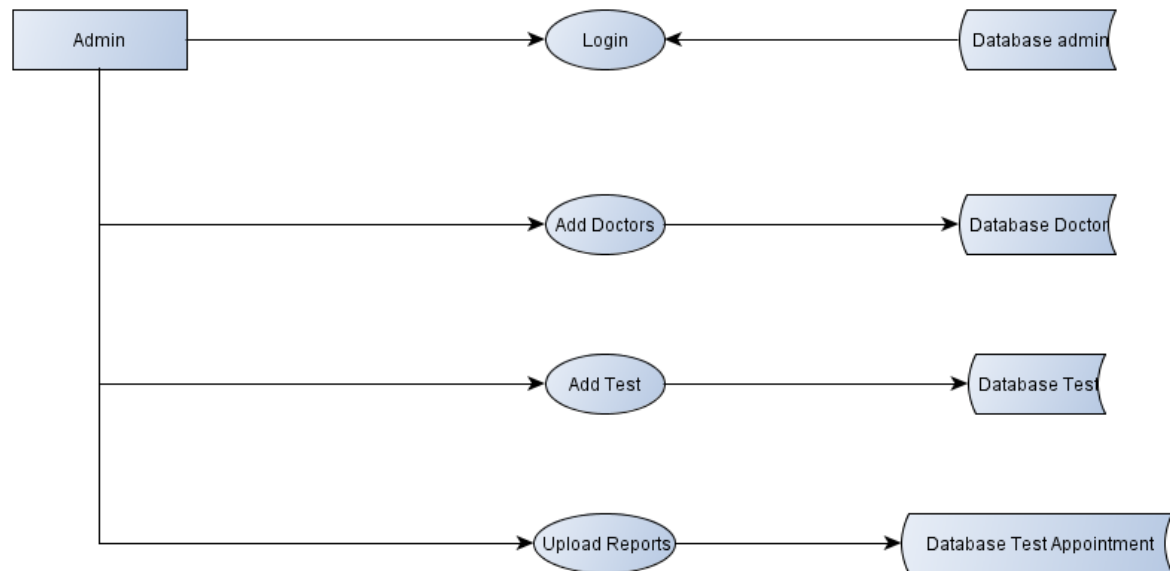 Admin
Login
Database admin
Add Doctors
Database Doctor
Add Test
Database Test
Upload Reports
Database Test Appointment